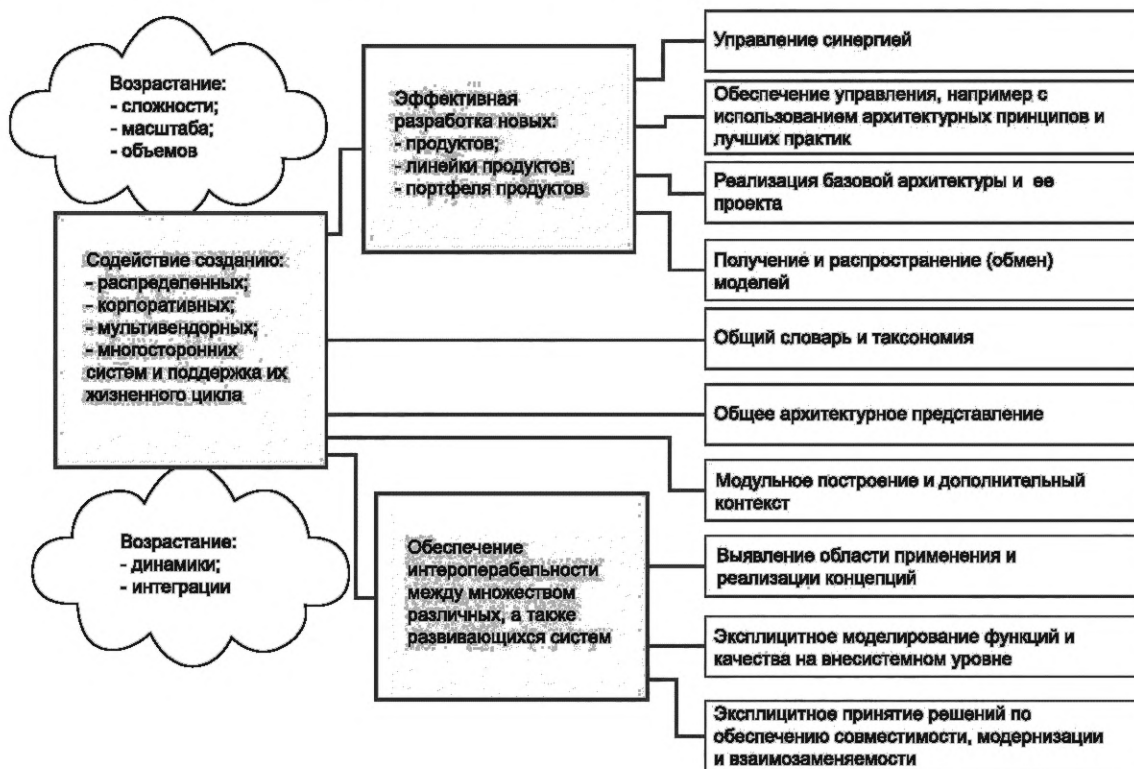 Возрастание:
- сложности;
- масштаба;
- объемов
Содействие созданию:
- распределенных;
- корпоративных;
- мультивендорных;
- многосторонних
систем и поддержка их
жизненного цикла
Возрастание:
- динамики;
- интеграции
Эффективная
разработка новых:
- продуктов;
- линейки продуктов;
- портфеля продуктов
Обеспечение
интероперабельности
между множеством
различных, а также
развивающихся систем
Управление синергией
Обеспечение управления, например с
использованием архитектурных принципов и
лучших практик
Реализация базовой архитектуры и ее
проекта
Получение и распространение (обмен)
моделей
Общий словарь и таксономия
Общее архитектурное представление
Модульное построение и дополнительный
контекст
Выявление области применения и
реализации концепций
Эксплицитное моделирование функций и
качества на внесистемном уровне
Эксплицитное принятие решений по
обеспечению совместимости, модернизации
и взаимозаменяемости